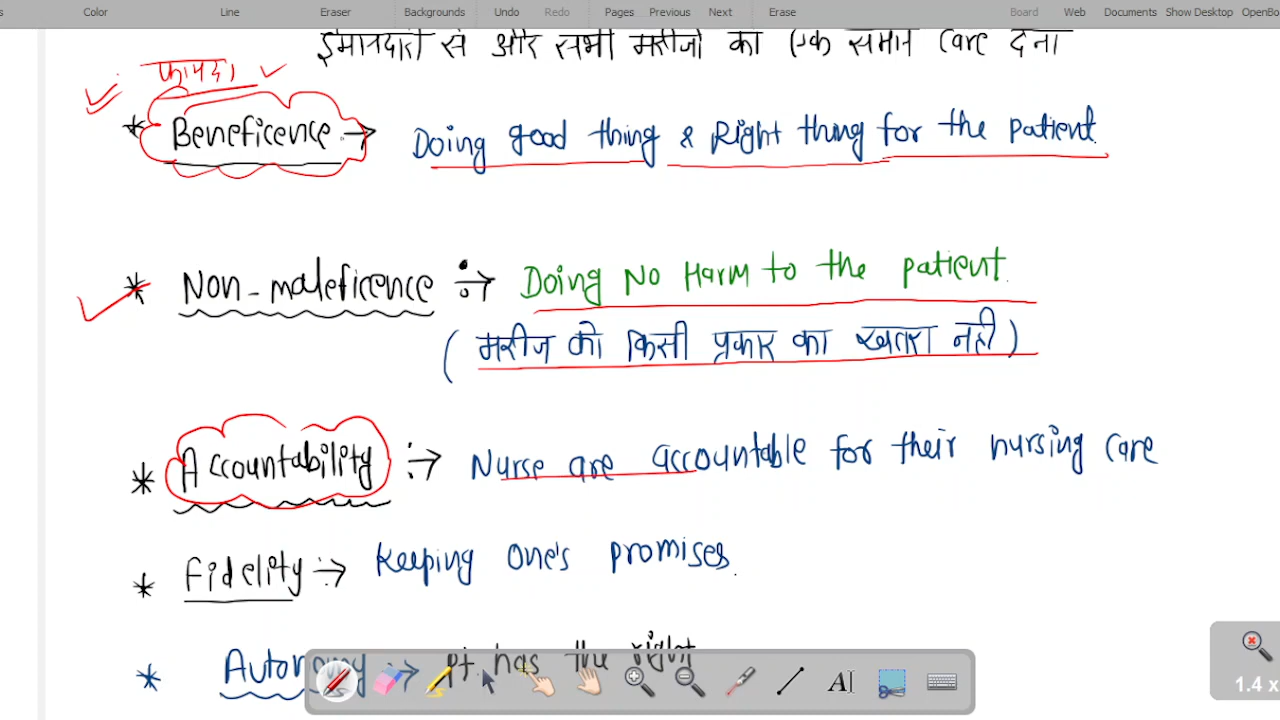 Color Line Eraser Backgrounds Undo Redo Pages Previous Next Erase Board Web Documents Show Desktop OpenBo
ईमानदारी से और सभी मरीजो को एक समान care देना
फायदा
* Beneficence → Doing good thing & Right thing for the patient.
* Non-maleficence :→ Doing No Harm to the patient.
(मरीज को किसी प्रकार का खतरा नही)
* Accountability :→ Nurse are accountable for their nursing care
* Fidelity :→ Keeping one's promises.
* Autonomy :→ Pt. has the right
1.4 x